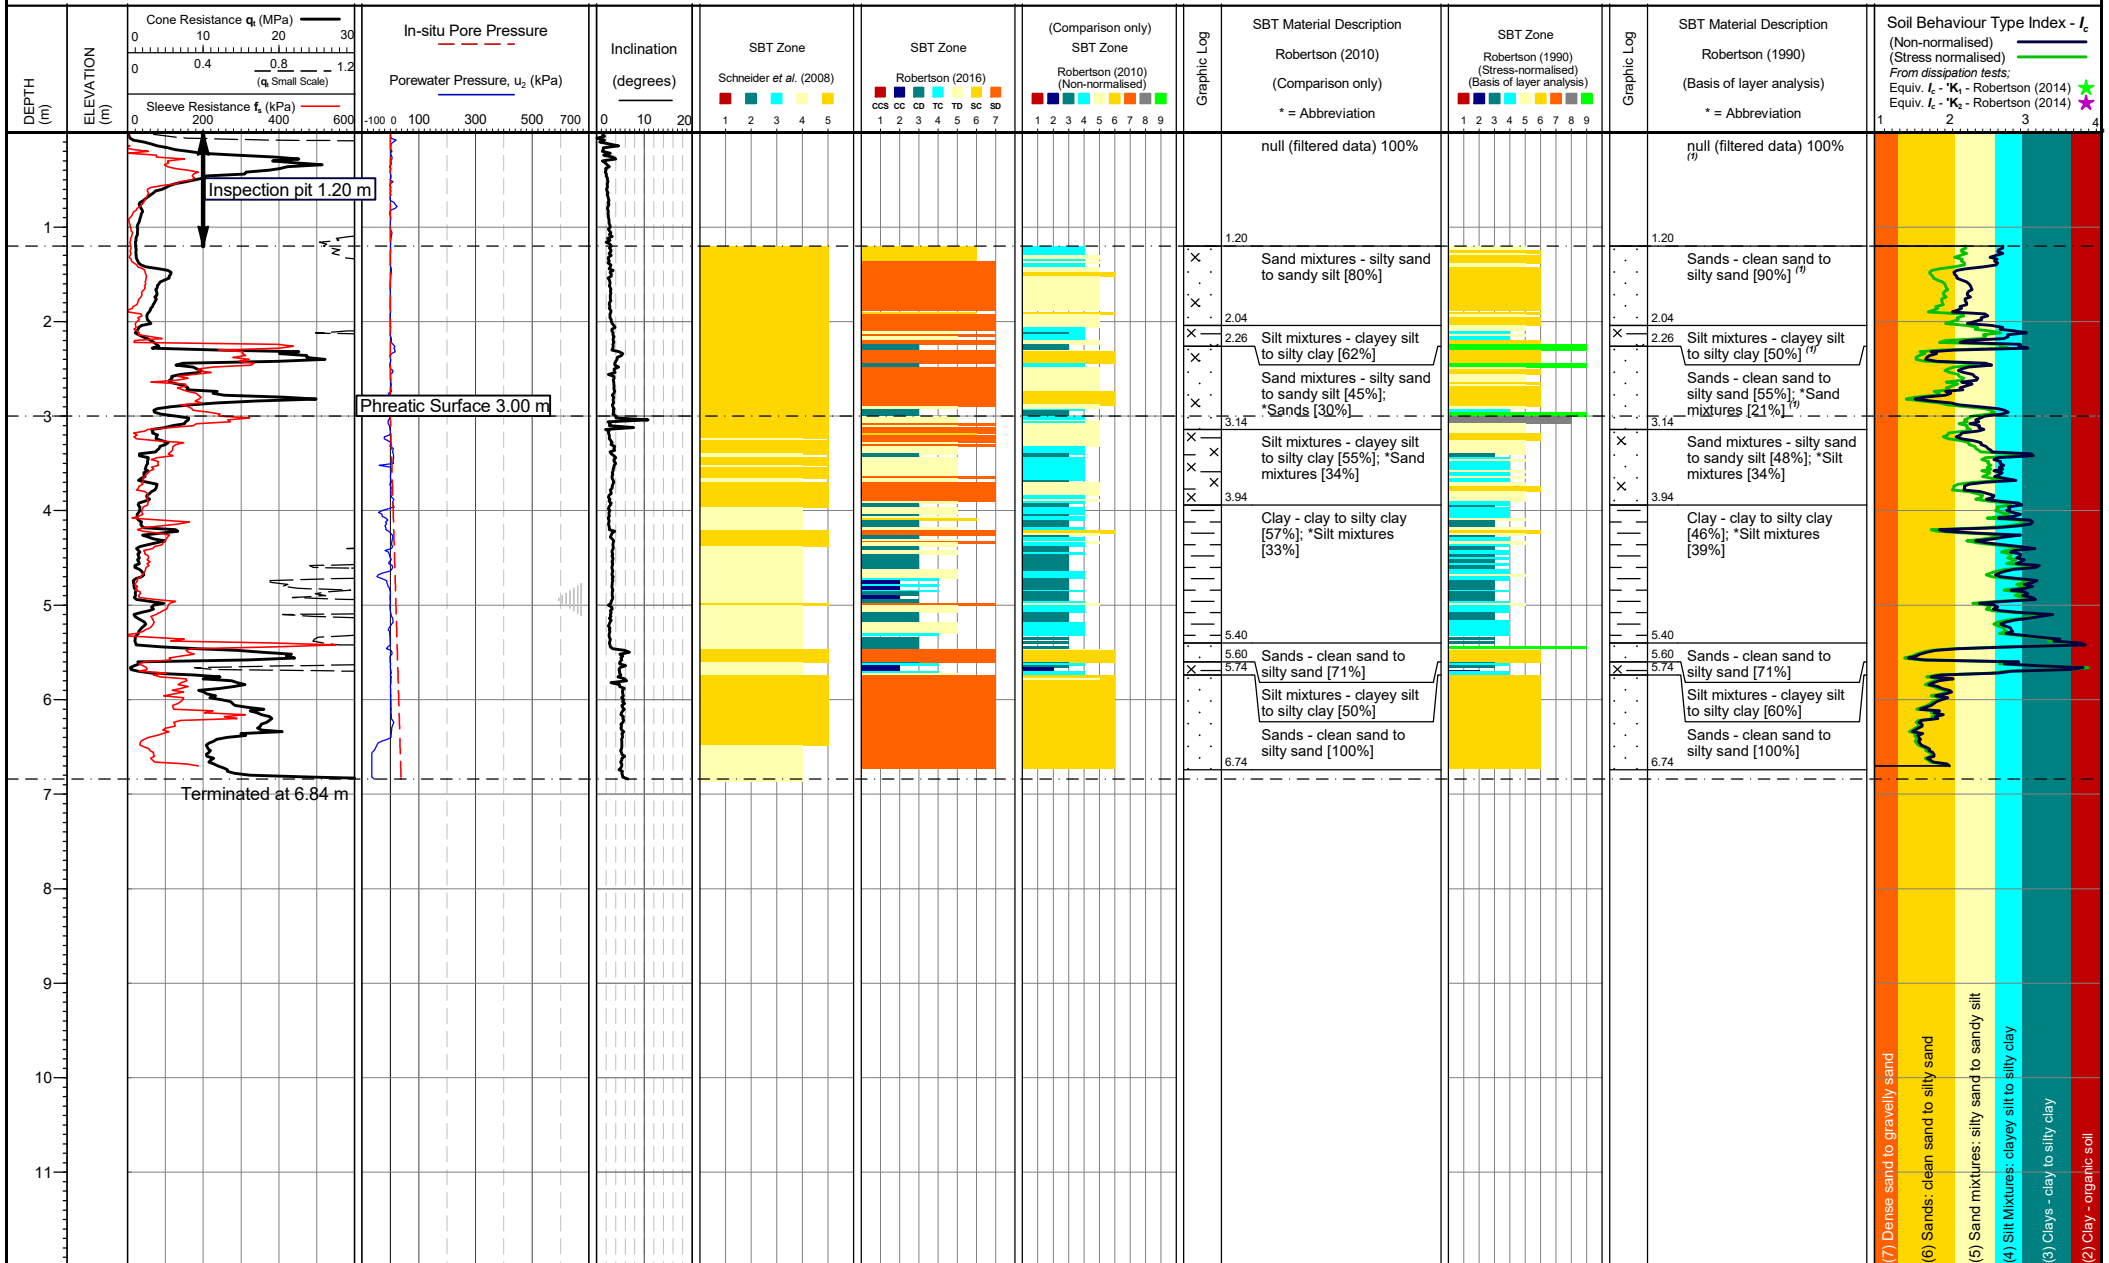 DEPTH
(m)
ELEVATION
(m)
Cone Resistance qt (MPa)
0 10 20 30
0 0.4 0.8 1.2
(qt Small Scale)
Sleeve Resistance fs (kPa)
0 200 400 600
In-situ Pore Pressure
Porewater Pressure, u2 (kPa)
-100 0 100 300 500 700
Inclination
(degrees)
0 10 20
SBT Zone
Schneider et al. (2008)
1 2 3 4 5
SBT Zone
Robertson (2016)
CCS CC CD TC TD SC SD
1 2 3 4 5 6 7
(Comparison only)
SBT Zone
Robertson (2010)
(Non-normalised)
1 2 3 4 5 6 7 8 9
Graphic Log
SBT Material Description
Robertson (2010)
(Comparison only)
* = Abbreviation
SBT Zone
Robertson (1990)
(Stress-normalised)
(Basis of layer analysis)
1 2 3 4 5 6 7 8 9
Graphic Log
SBT Material Description
Robertson (1990)
(Basis of layer analysis)
* = Abbreviation
Soil Behaviour Type Index - Ic
(Non-normalised)
(Stress normalised)
From dissipation tests;
Equiv. Ic - 'K1 - Robertson (2014)
Equiv. Ic - 'K2 - Robertson (2014)
1 2 3 4
Inspection pit 1.20 m
Phreatic Surface 3.00 m
Terminated at 6.84 m
1
2
3
4
5
6
7
8
9
10
11
null (filtered data) 100%
1.20
Sand mixtures - silty sand
to sandy silt [80%]
2.04
Silt mixtures - clayey silt
to silty clay [62%]
2.26
Sand mixtures - silty sand
to sandy silt [45%];
*Sands [30%]
3.14
Silt mixtures - clayey silt
to silty clay [55%]; *Sand
mixtures [34%]
3.94
Clay - clay to silty clay
[57%]; *Silt mixtures
[33%]
5.40
Sands - clean sand to
silty sand [71%]
5.60
5.74
Silt mixtures - clayey silt
to silty clay [50%]
Sands - clean sand to
silty sand [100%]
6.74
null (filtered data) 100%
(1)
1.20
Sands - clean sand to
silty sand [90%] (1)
2.04
Silt mixtures - clayey silt
to silty clay [50%] (1)
2.26
Sands - clean sand to
silty sand [55%]; *Sand
mixtures [21%] (1)
3.14
Sand mixtures - silty sand
to sandy silt [48%]; *Silt
mixtures [34%]
3.94
Clay - clay to silty clay
[46%]; *Silt mixtures
[39%]
5.40
Sands - clean sand to
silty sand [71%]
5.60
5.74
Silt mixtures - clayey silt
to silty clay [60%]
Sands - clean sand to
silty sand [100%]
6.74
(7) Dense sand to gravelly sand
(6) Sands: clean sand to silty sand
(5) Sand mixtures: silty sand to sandy silt
(4) Silt Mixtures: clayey silt to silty clay
(3) Clays - clay to silty clay
(2) Clay - organic soil